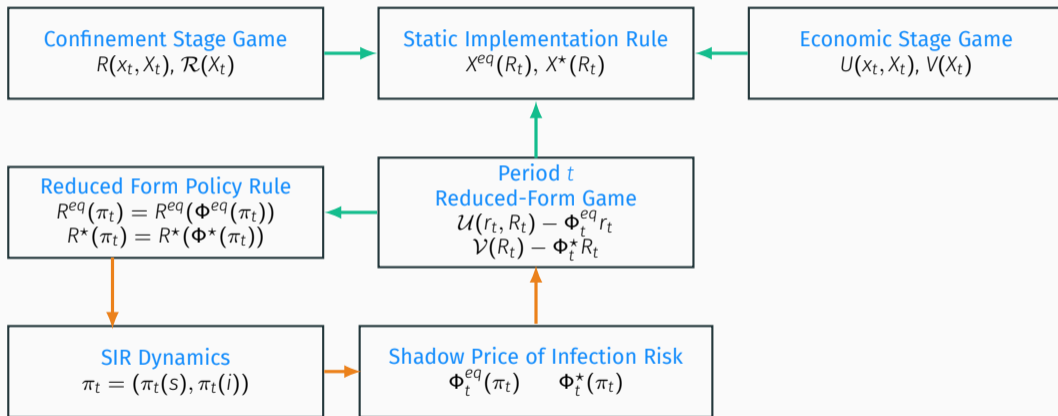 Confinement Stage Game
R(x_t, X_t), 𝓡(X_t)
Static Implementation Rule
X^{eq}(R_t), X^⋆(R_t)
Economic Stage Game
U(x_t, X_t), V(X_t)
Reduced Form Policy Rule
R^{eq}(π_t) = R^{eq}(Φ^{eq}(π_t))
R^⋆(π_t) = R^⋆(Φ^⋆(π_t))
Period t
Reduced-Form Game
𝓤(r_t, R_t) − Φ_t^{eq} r_t
𝓥(R_t) − Φ_t^⋆ R_t
SIR Dynamics
π_t = (π_t(s), π_t(i))
Shadow Price of Infection Risk
Φ_t^{eq}(π_t) Φ_t^⋆(π_t)